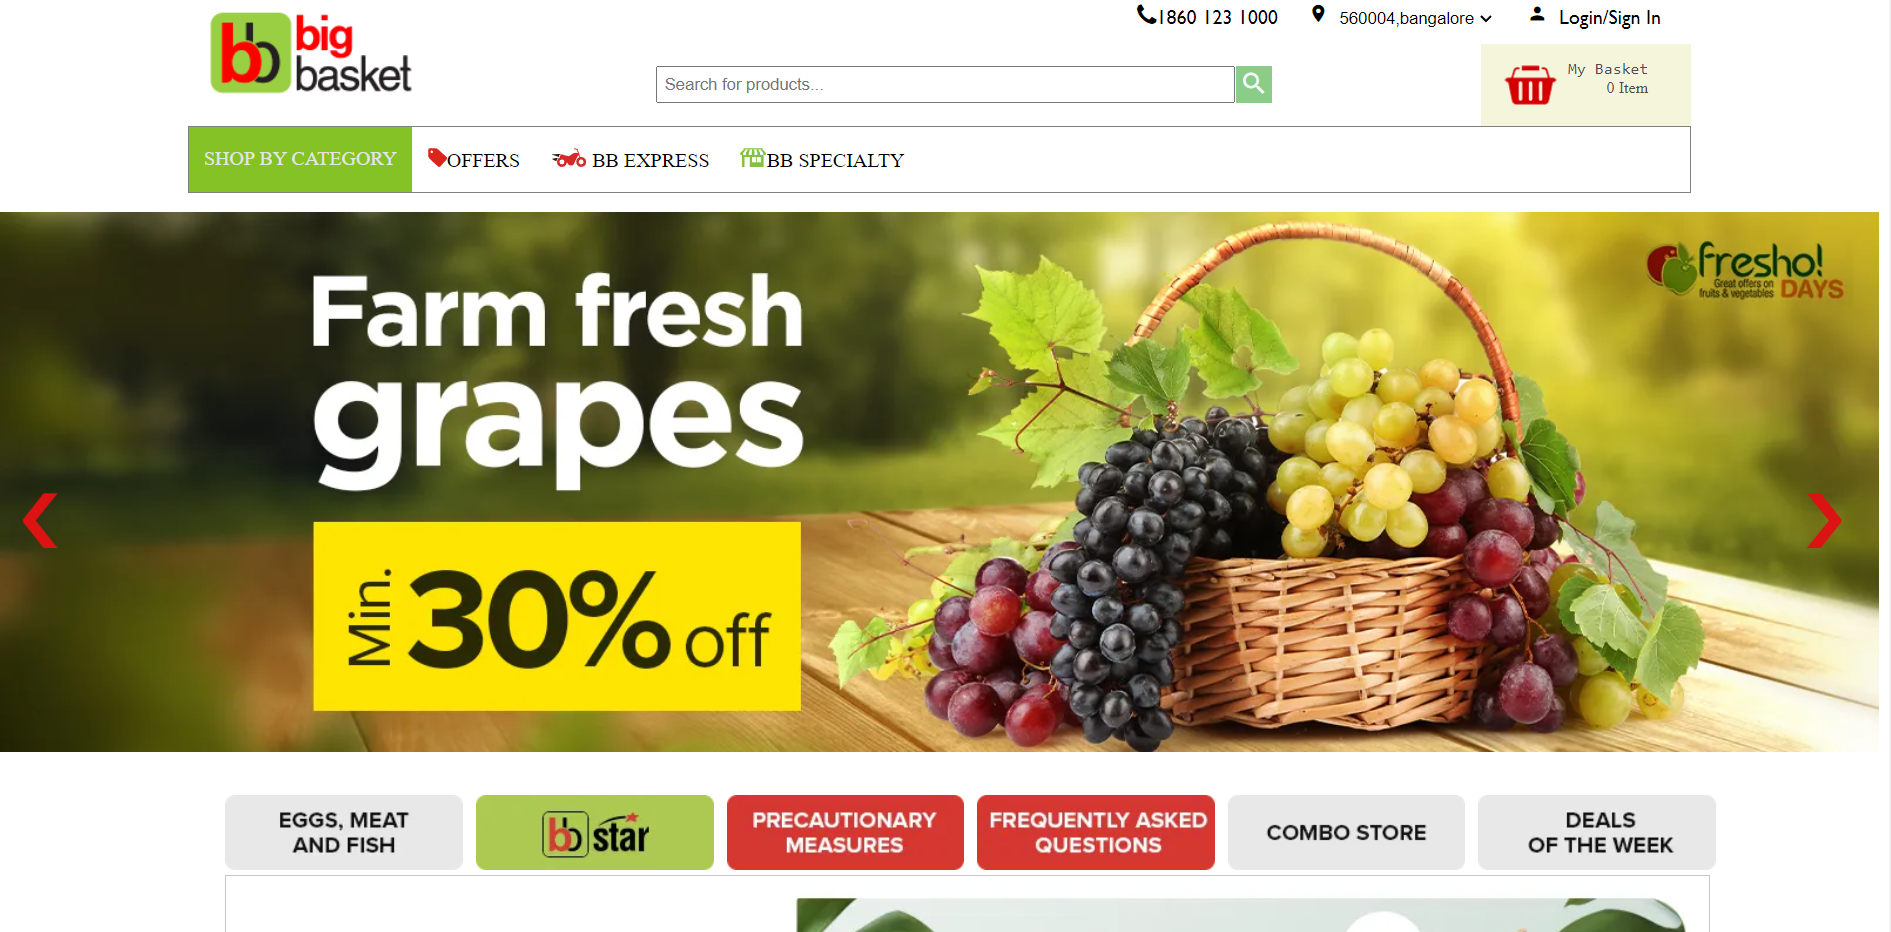 bb big
basket
1860 123 1000
560004,bangalore
Login/Sign In
Search for products...
My Basket
0 Item
SHOP BY CATEGORY
OFFERS
BB EXPRESS
BB SPECIALTY
fresho!
Great offers on
fruits & vegetables DAYS
Farm fresh
grapes
Min. 30% off
EGGS, MEAT
AND FISH
bb star
PRECAUTIONARY
MEASURES
FREQUENTLY ASKED
QUESTIONS
COMBO STORE
DEALS
OF THE WEEK